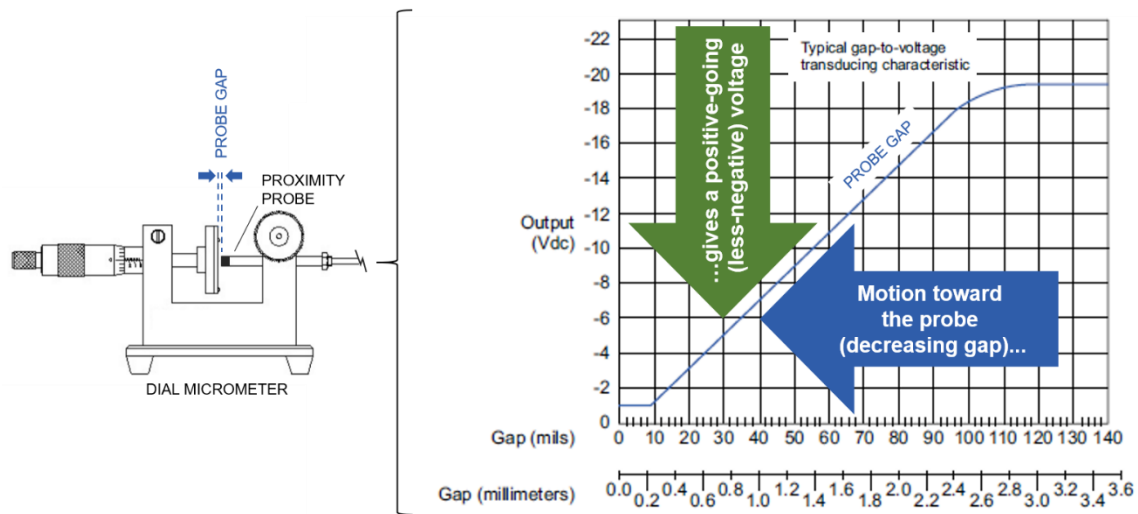 PROBE GAP
PROXIMITY
PROBE
DIAL MICROMETER
Output
(Vdc)
-22
-20
-18
-16
-14
-12
-10
-8
-6
-4
-2
0
Typical gap-to-voltage
transducing characteristic
PROBE GAP
...gives a positive-going
(less-negative) voltage
Motion toward
the probe
(decreasing gap)...
Gap (mils)
0 10 20 30 40 50 60 70 80 90 100 110 120 130 140
Gap (millimeters)
0.0 0.4 0.8 1.2 1.6 2.0 2.4 2.8 3.2 3.6
0.2 0.6 1.0 1.4 1.8 2.2 2.6 3.0 3.4